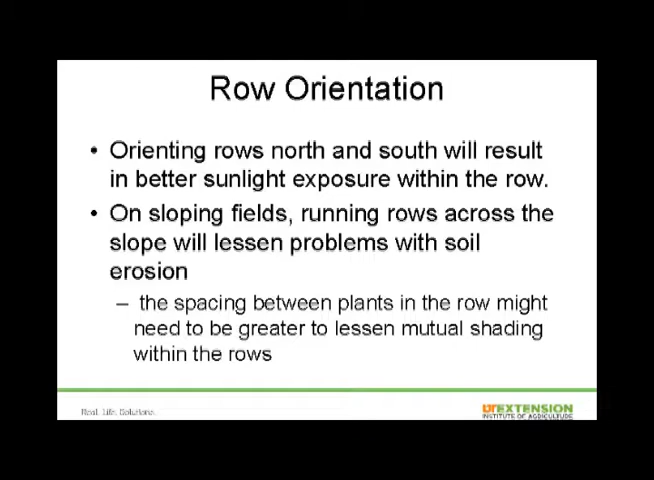 Row Orientation
• Orienting rows north and south will result
in better sunlight exposure within the row.
• On sloping fields, running rows across the
slope will lessen problems with soil
erosion
– the spacing between plants in the row might
need to be greater to lessen mutual shading
within the rows
Real. Life. Solutions.
UTEXTENSION
INSTITUTE OF AGRICULTURE